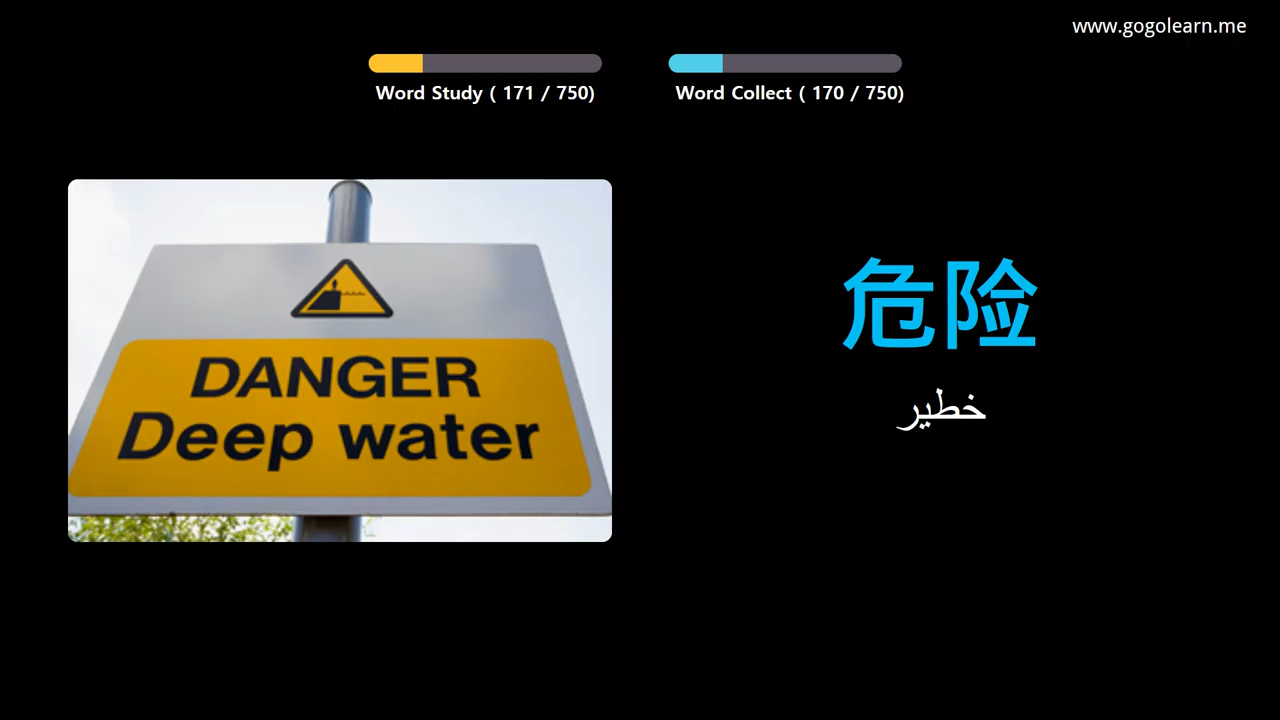 www.gogolearn.me
Word Study ( 171 / 750)
Word Collect ( 170 / 750)
DANGER
Deep water
危险
خطير